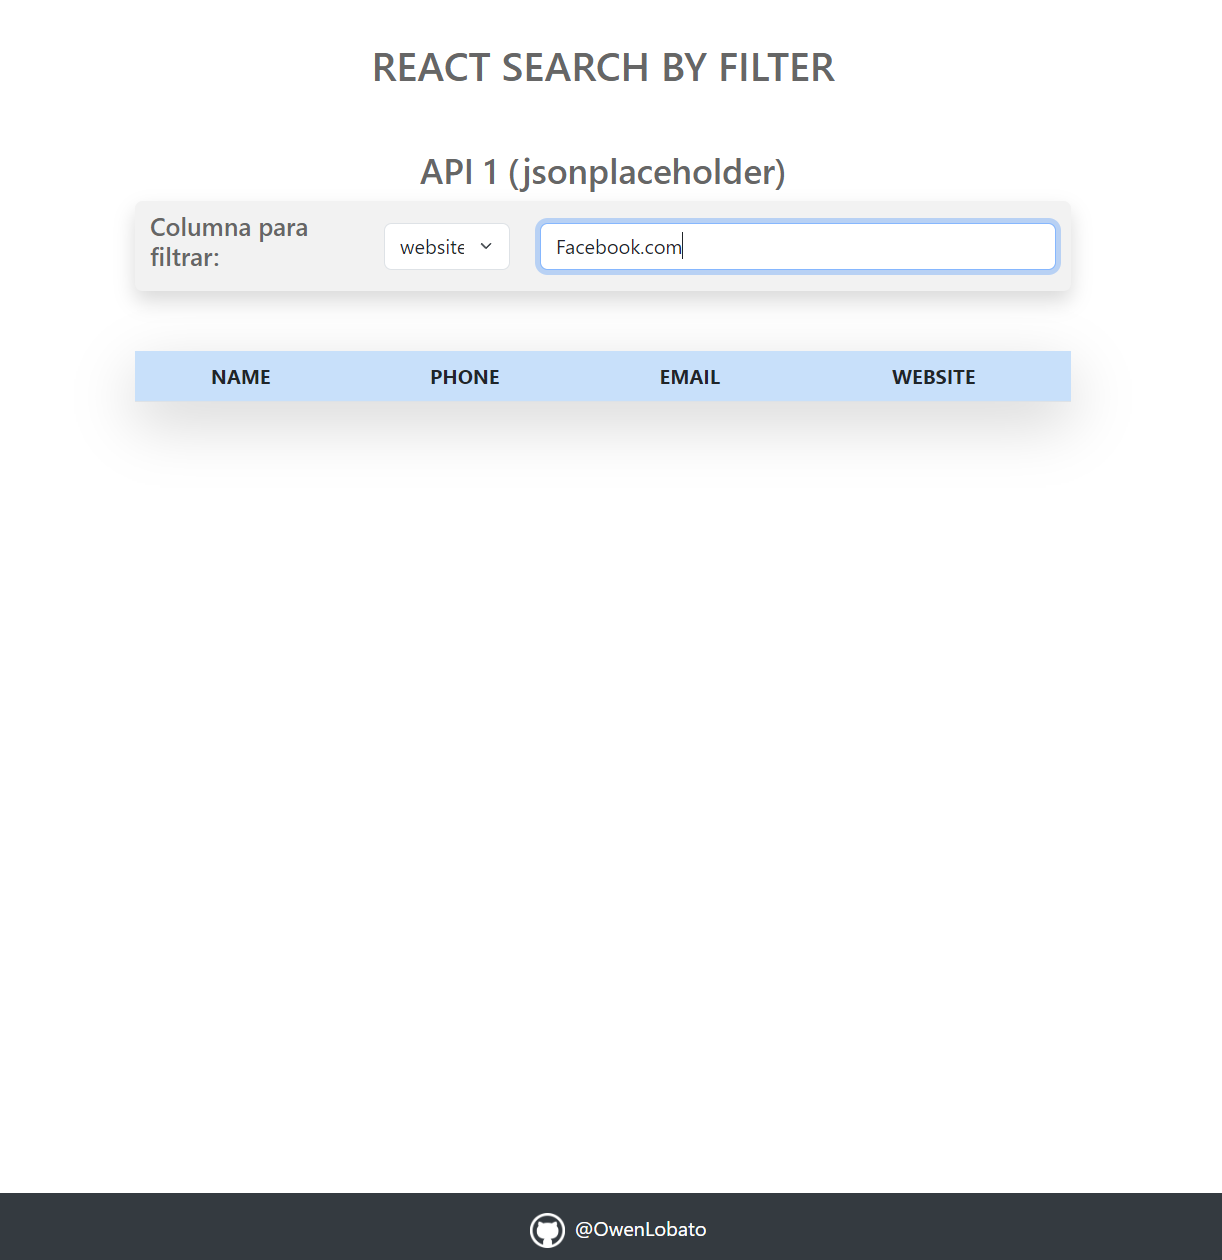 REACT SEARCH BY FILTER
API 1 (jsonplaceholder)
Columna para
filtrar:
website
Facebook.com
NAME PHONE EMAIL WEBSITE
@OwenLobato